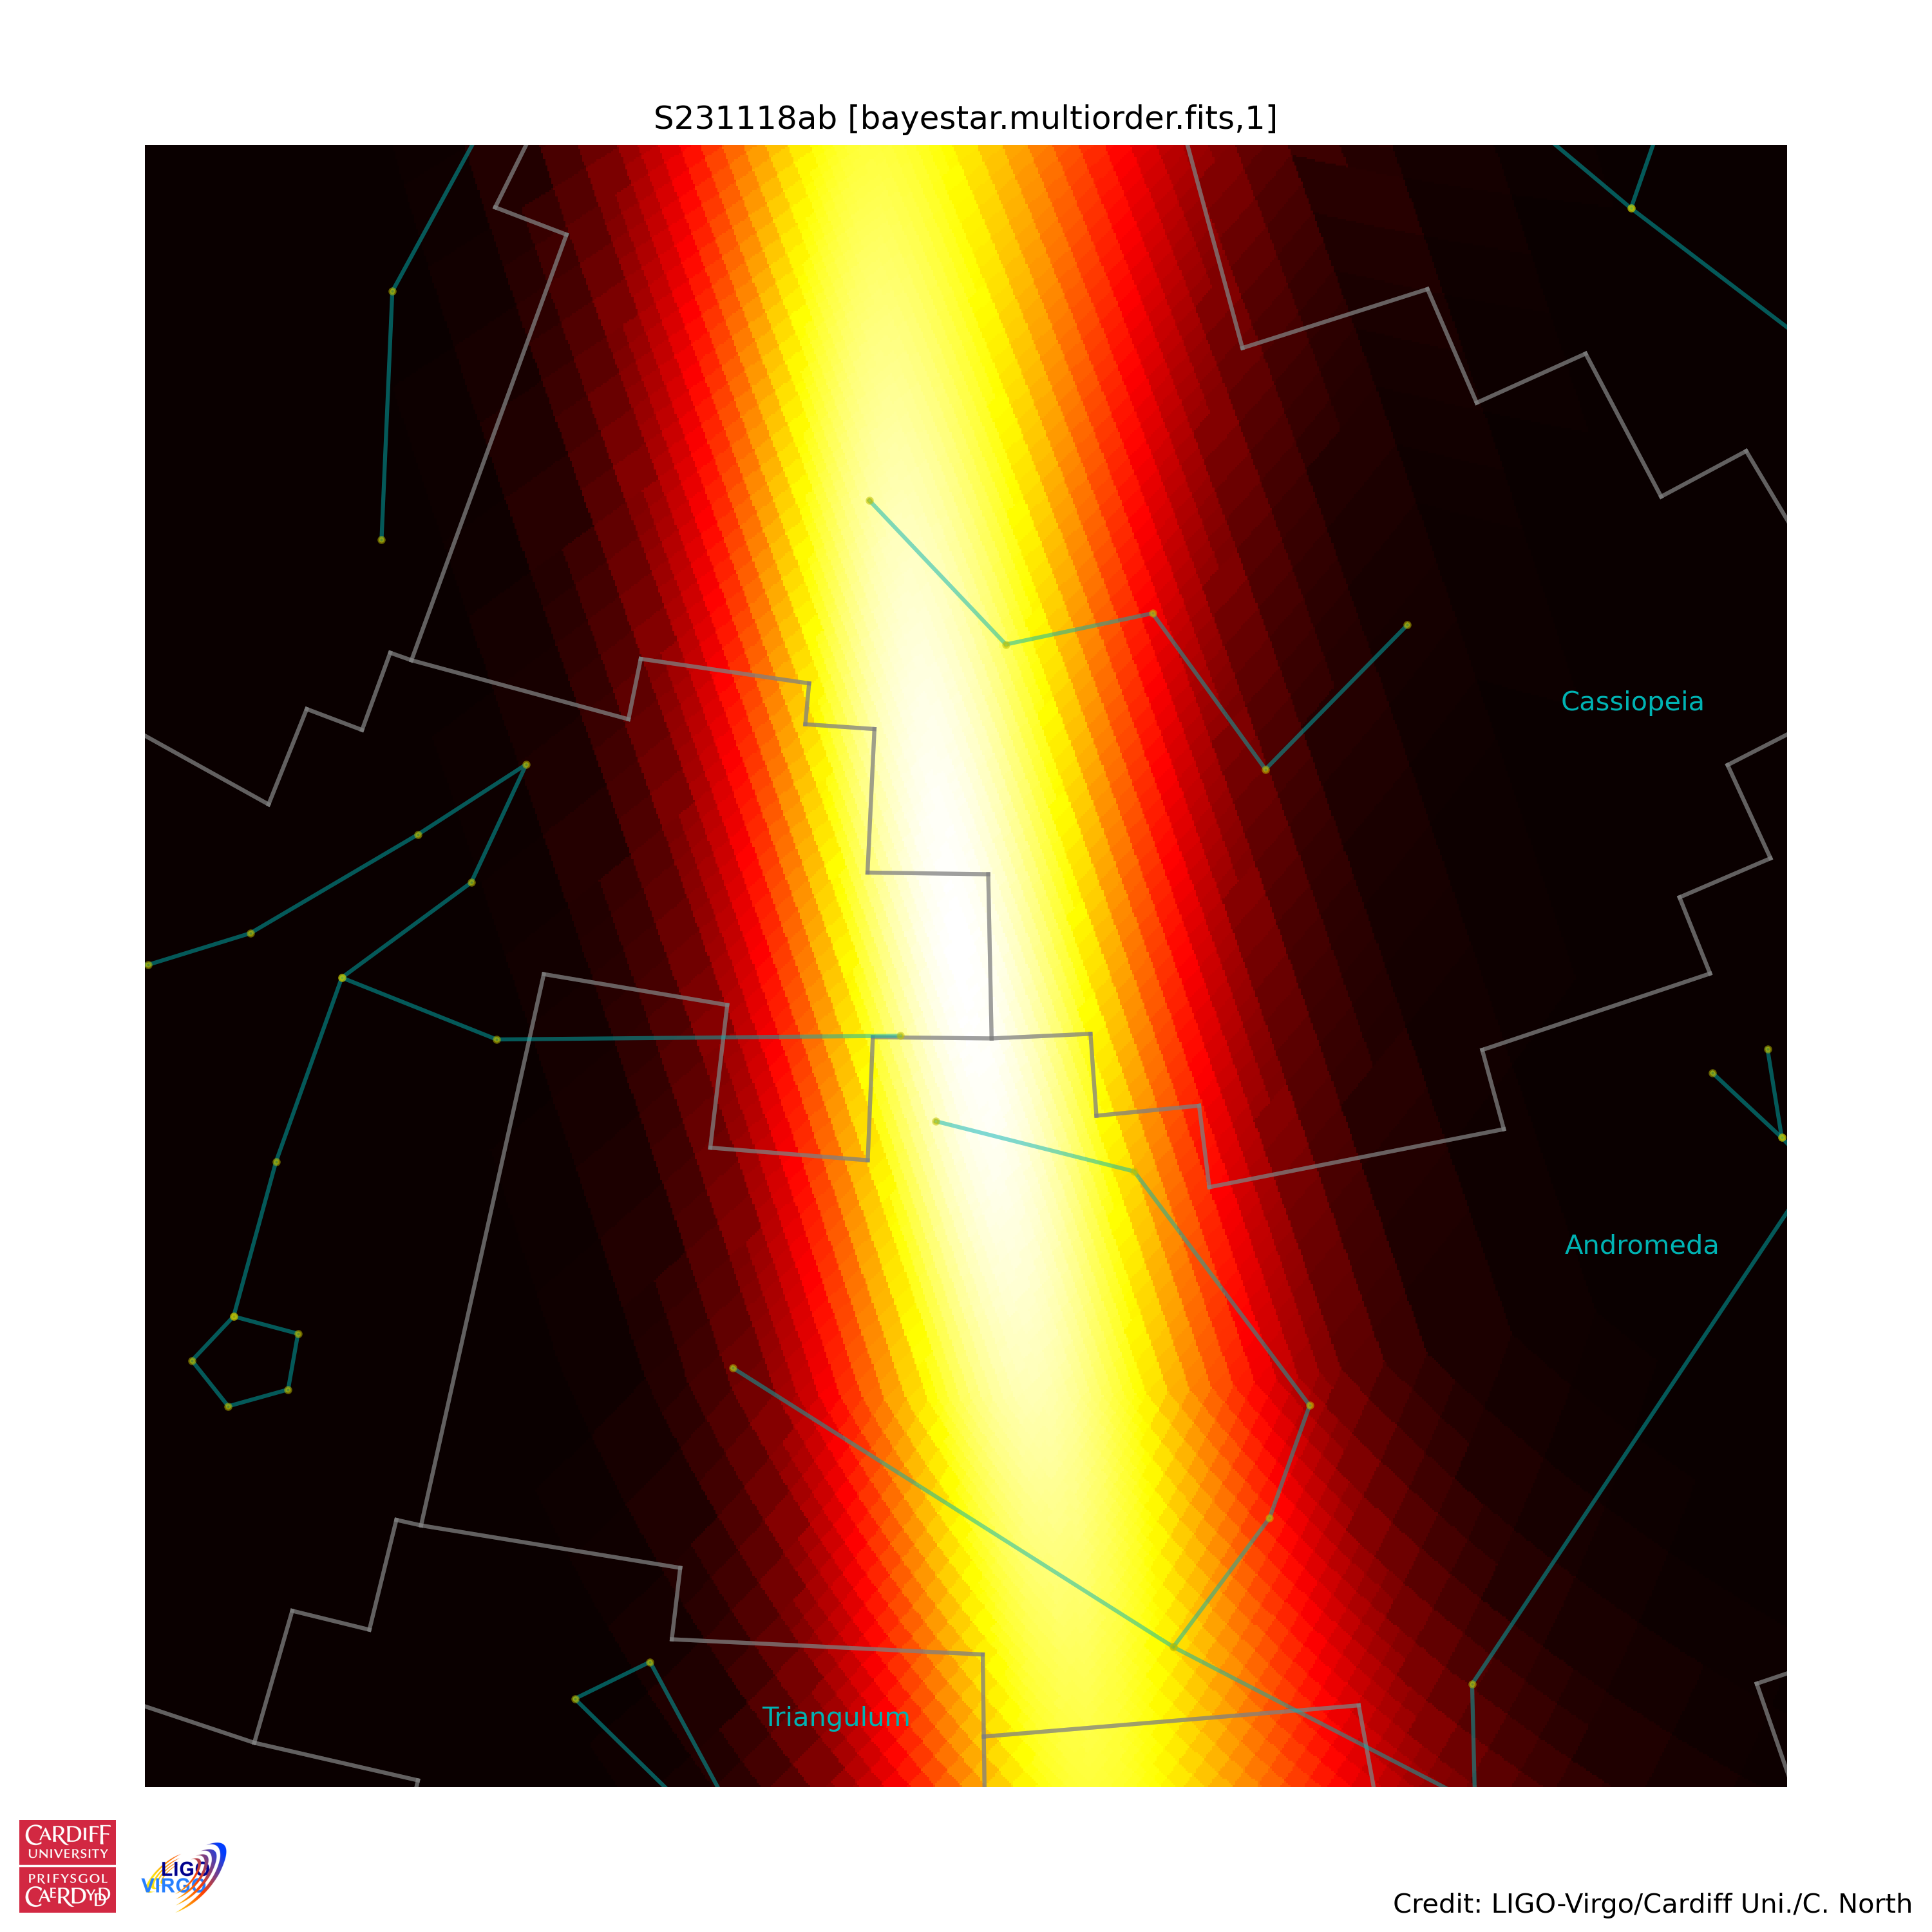 S231118ab [bayestar.multiorder.fits,1]
Cassiopeia
Andromeda
Triangulum
CARDIFF
UNIVERSITY
PRIFYSGOL
CAERDYDD
LIGO
VIRGO
Credit: LIGO-Virgo/Cardiff Uni./C. North